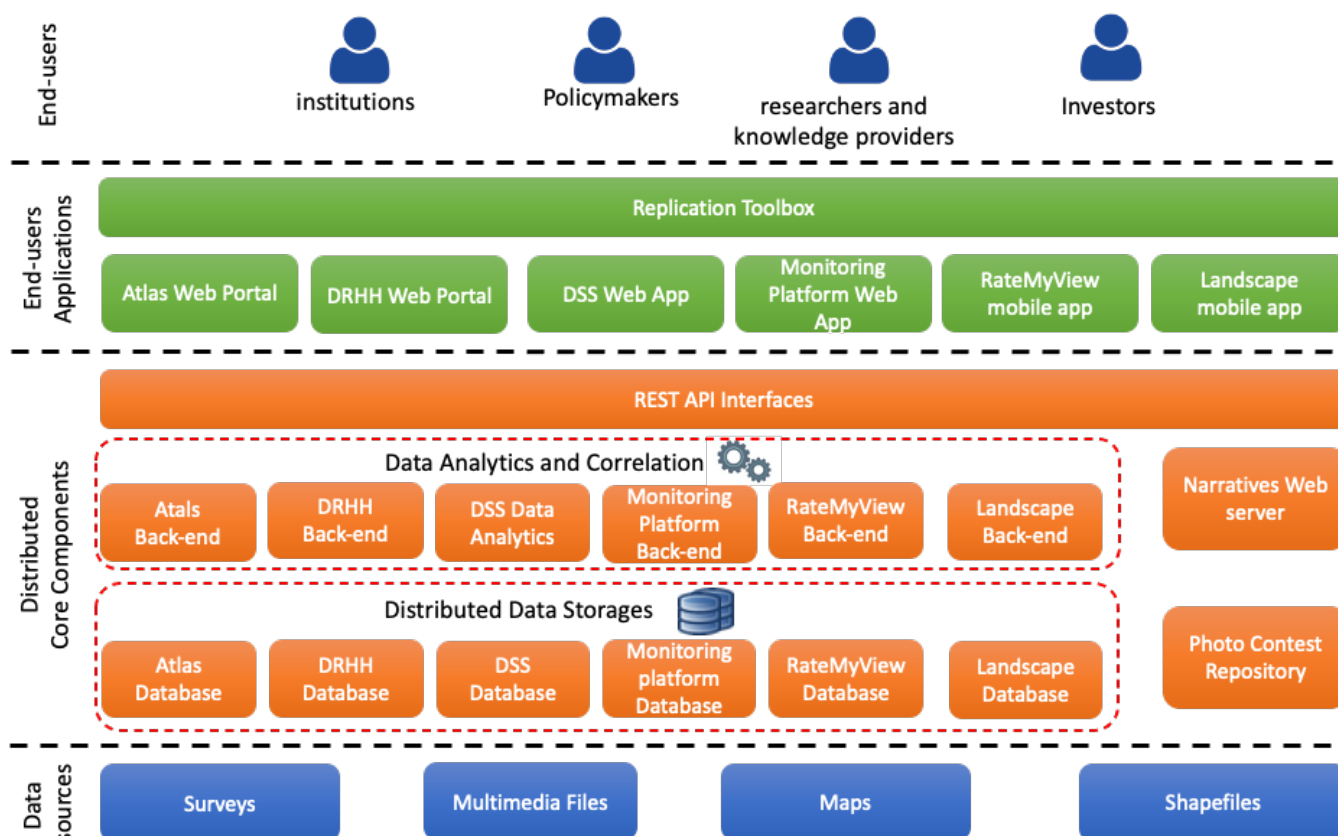 End-users
institutions
Policymakers
researchers and
knowledge providers
Investors
End-users
Applications
Replication Toolbox
Atlas Web Portal
DRHH Web Portal
DSS Web App
Monitoring
Platform Web
App
RateMyView
mobile app
Landscape
mobile app
Distributed
Core Components
REST API Interfaces
Data Analytics and Correlation
Atals
Back-end
DRHH
Back-end
DSS Data
Analytics
Monitoring
Platform
Back-end
RateMyView
Back-end
Landscape
Back-end
Narratives Web
server
Distributed Data Storages
Atlas
Database
DRHH
Database
DSS
Database
Monitoring
platform
Database
RateMyView
Database
Landscape
Database
Photo Contest
Repository
Data
Surveys
Multimedia Files
Maps
Shapefiles